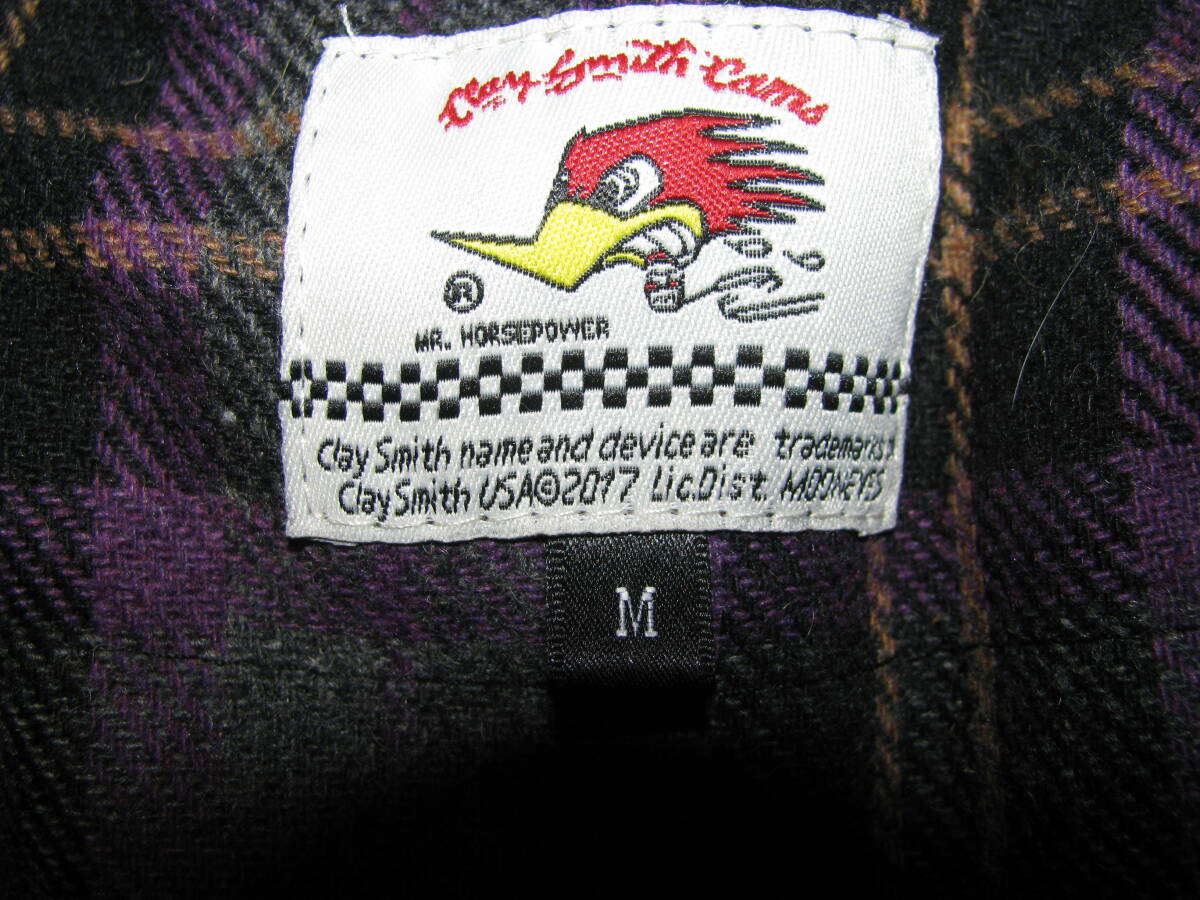 Clay Smith Cams
®
MR. HORSEPOWER
Clay Smith name and device are trademarks
Clay Smith USA©2017 Lic.Dist. MOONEYES
M